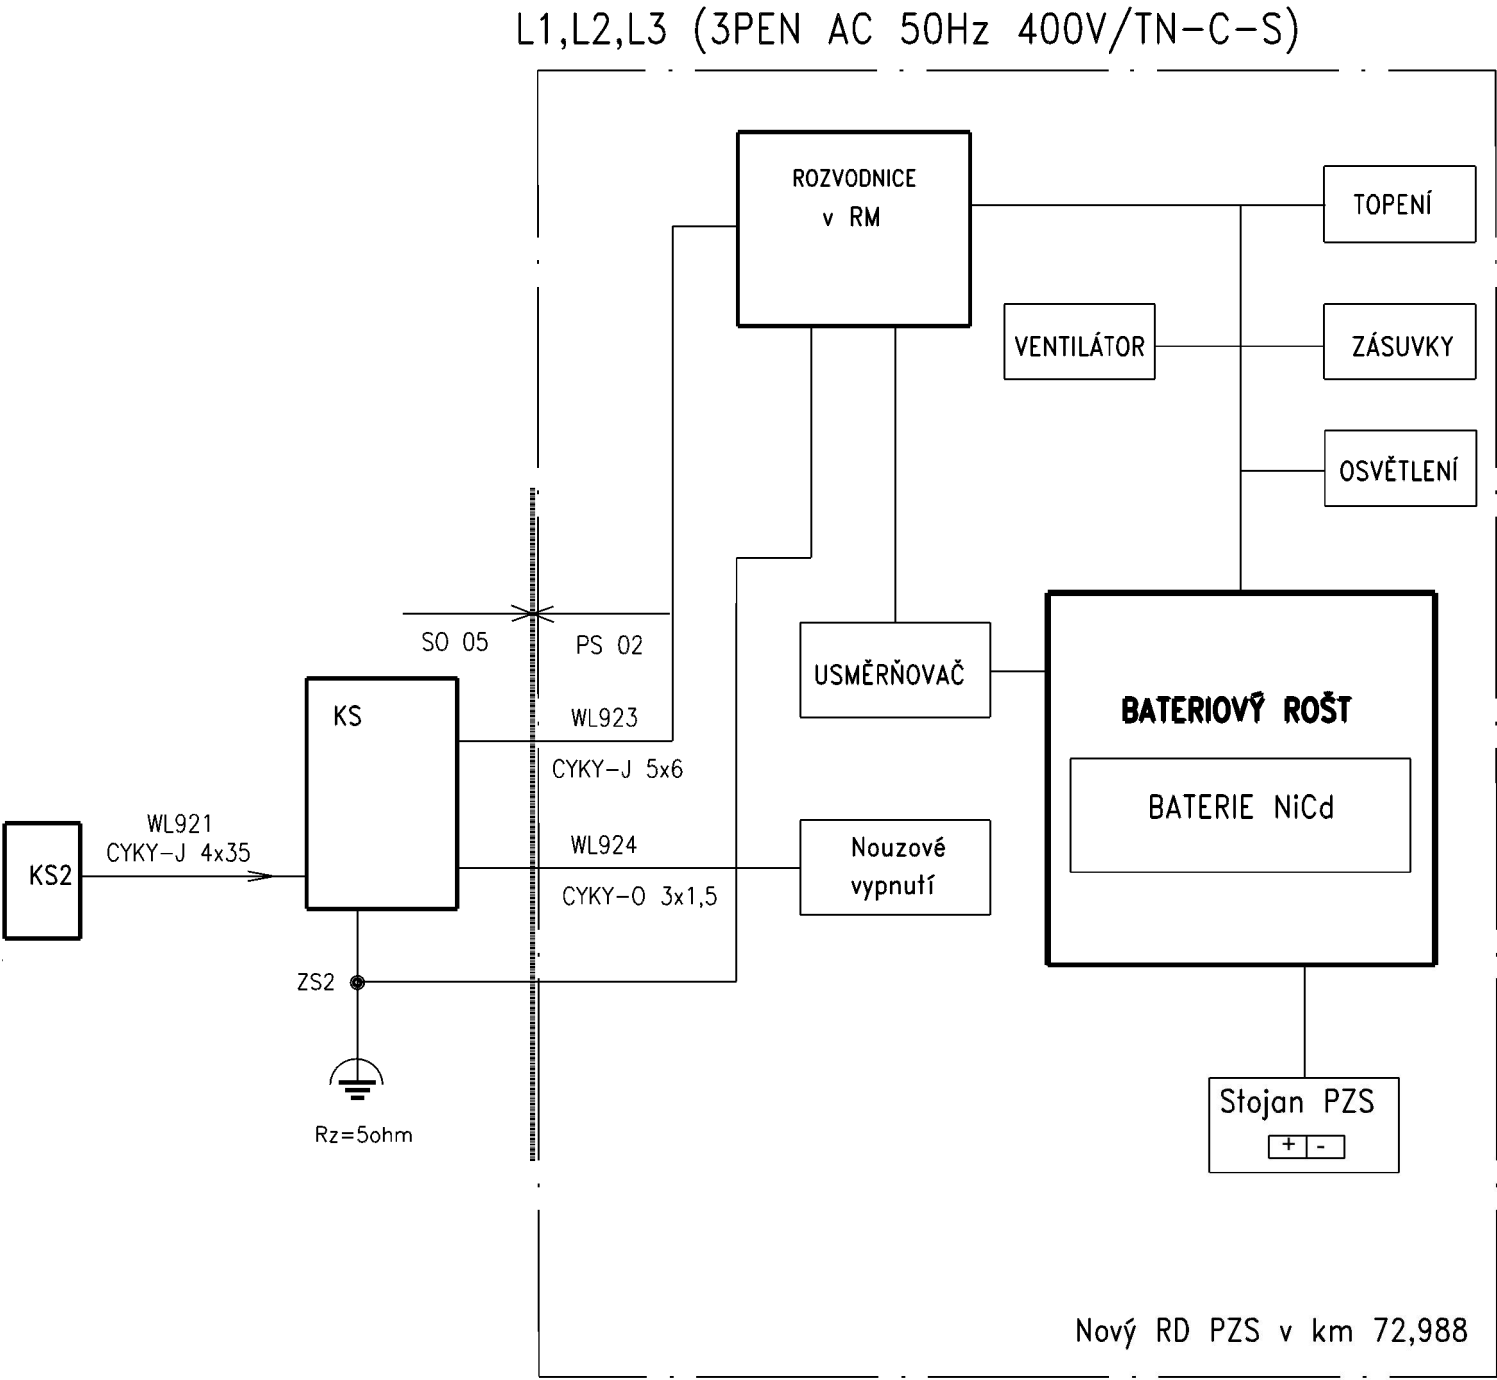 L1,L2,L3 (3PEN AC 50Hz 400V/TN-C-S)
ROZVODNICE
v RM
TOPENÍ
VENTILÁTOR
ZÁSUVKY
OSVĚTLENÍ
SO 05
PS 02
USMĚRŇOVAČ
KS
WL923
CYKY-J 5x6
BATERIOVÝ ROŠT
BATERIE NiCd
WL921
CYKY-J 4x35
KS2
WL924
CYKY-O 3x1,5
Nouzové
vypnutí
ZS2
Rz=5ohm
Stojan PZS
+ -
Nový RD PZS v km 72,988